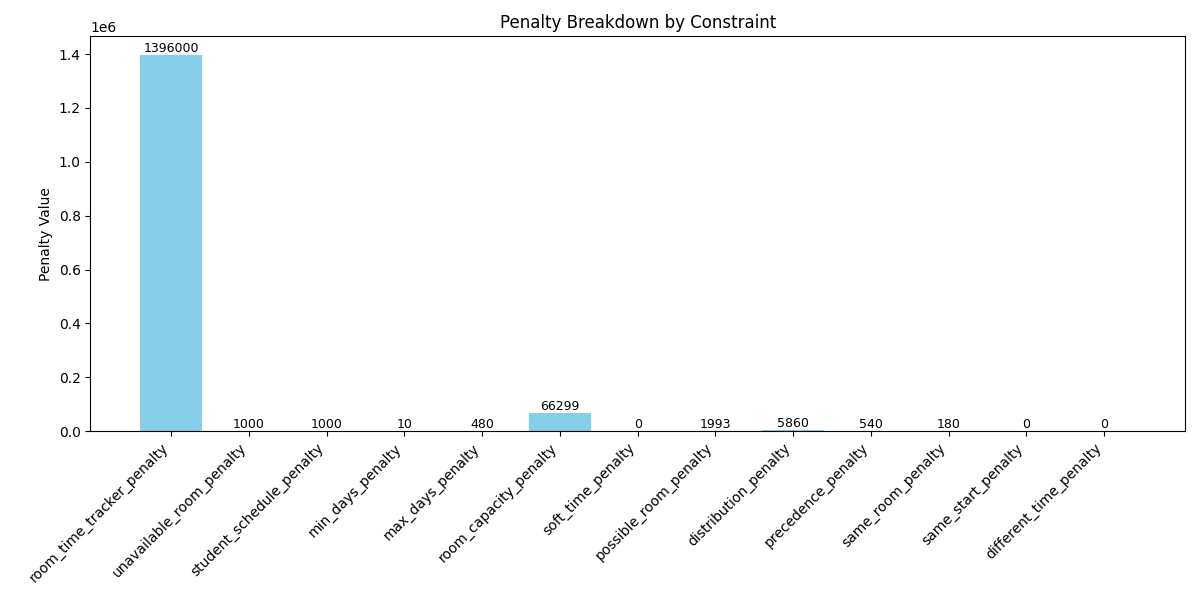 Penalty Breakdown by Constraint
1e6
Penalty Value
1.4
1.2
1.0
0.8
0.6
0.4
0.2
0.0
1396000
1000
1000
10
480
66299
0
1993
5860
540
180
0
0
room_time_tracker_penalty
unavailable_room_penalty
student_schedule_penalty
min_days_penalty
max_days_penalty
room_capacity_penalty
soft_time_penalty
possible_room_penalty
distribution_penalty
precedence_penalty
same_room_penalty
same_start_penalty
different_time_penalty